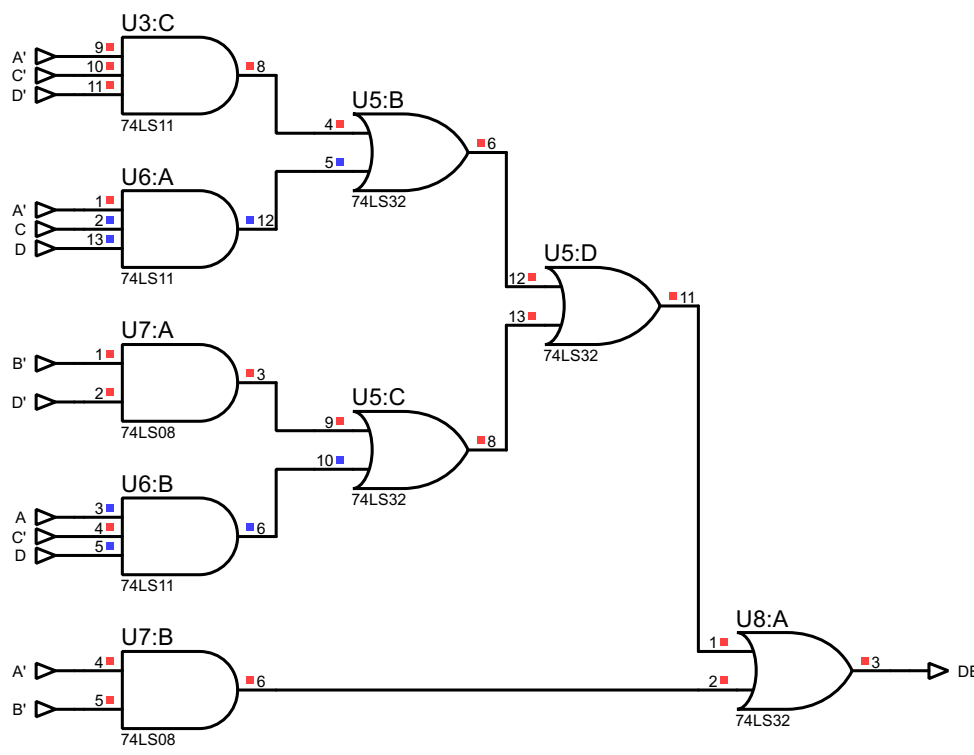 U3:C
A' 9
C' 10 8
D' 11
74LS11
U5:B
4 6
5
74LS32
U6:A
A' 1
C 2 12
D 13
74LS11
U5:D
12 11
13
74LS32
U7:A
B' 1
3
D' 2
74LS08
U5:C
9 8
10
74LS32
U6:B
A 3
C' 4 6
D 5
74LS11
U7:B
A' 4
6
B' 5
74LS08
U8:A
1
3
2
74LS32